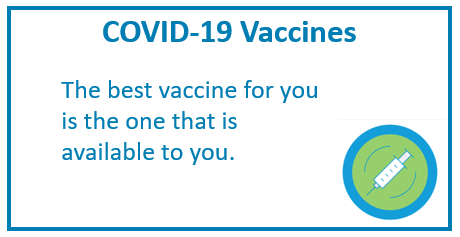 COVID-19 Vaccines
The best vaccine for you
is the one that is
available to you.